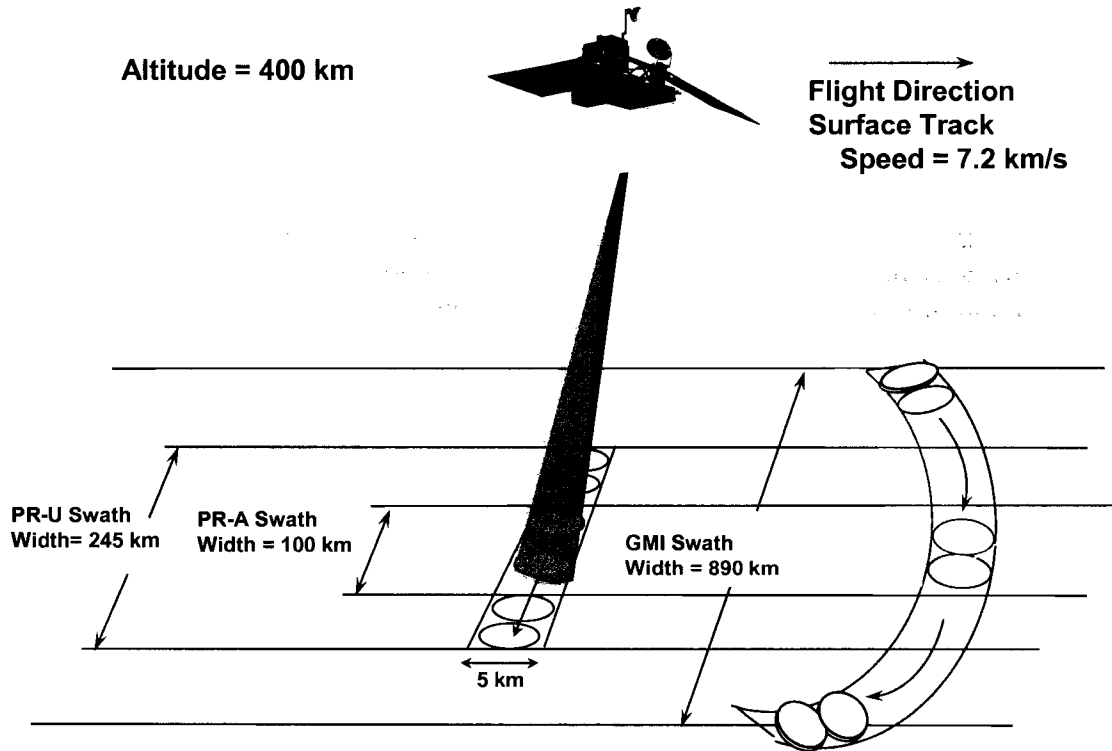 Altitude = 400 km
Flight Direction
Surface Track
Speed = 7.2 km/s
PR-U Swath
Width= 245 km
PR-A Swath
Width = 100 km
GMI Swath
Width = 890 km
5 km